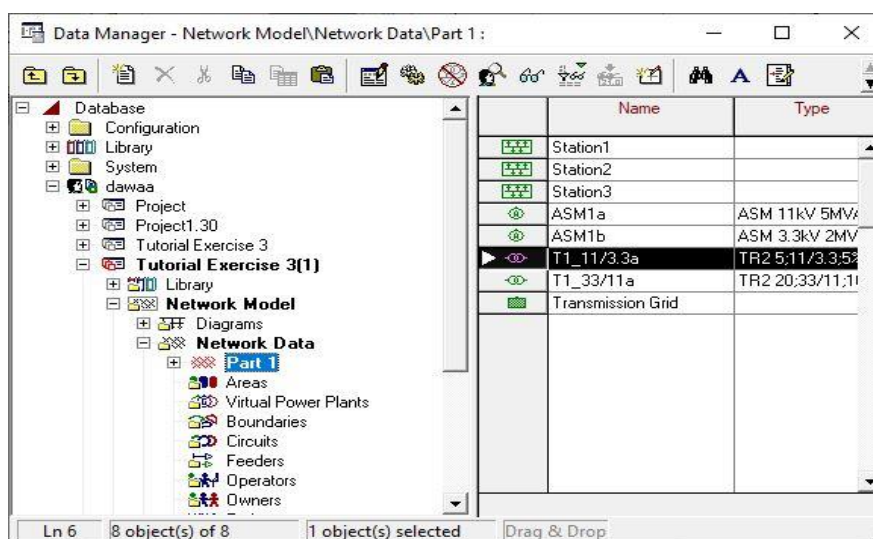 Data Manager - Network Model\Network Data\Part 1 :
Database
Configuration
Library
System
dawaa
Project
Project1.30
Tutorial Exercise 3
Tutorial Exercise 3(1)
Library
Network Model
Diagrams
Network Data
Part 1
Areas
Virtual Power Plants
Boundaries
Circuits
Feeders
Operators
Owners
Name Type
Station1
Station2
Station3
ASM1a ASM 11kV 5MVA
ASM1b ASM 3.3kV 2MV
T1_11/3.3a TR2 5;11/3.3;5%
T1_33/11a TR2 20;33/11;1
Transmission Grid
Ln 6 8 object(s) of 8 1 object(s) selected Drag & Drop